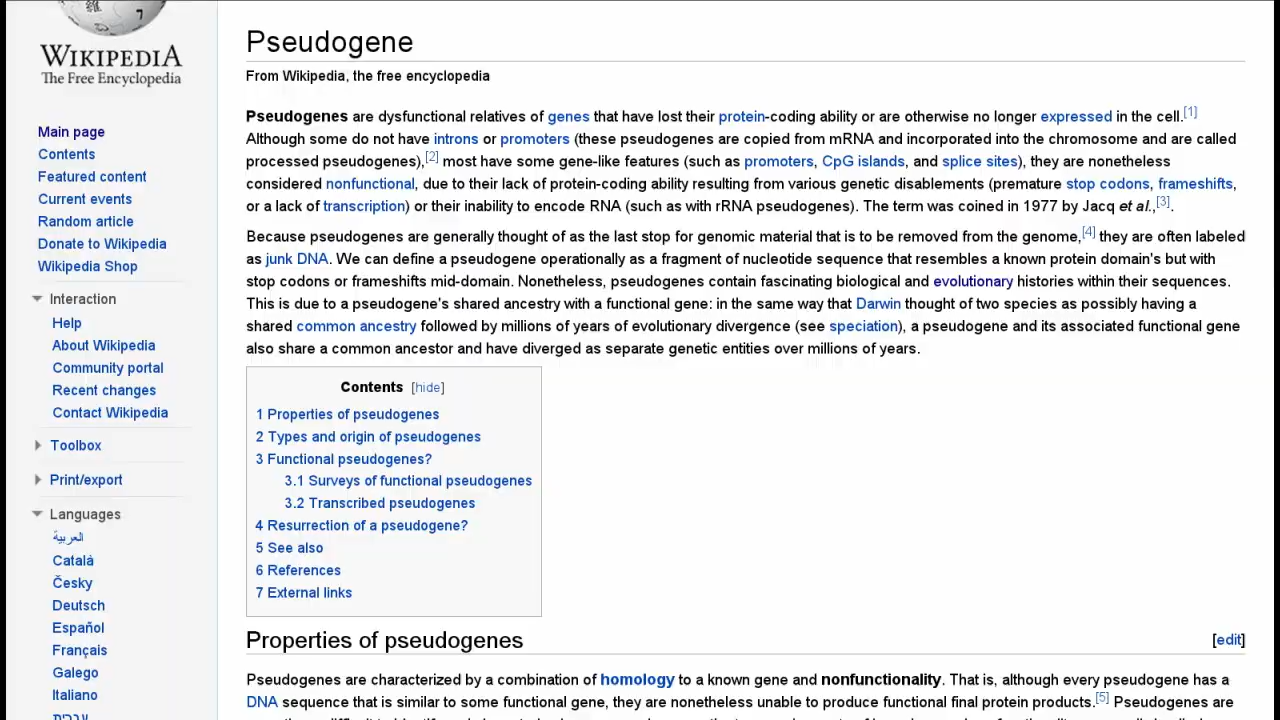 WIKIPEDIA
The Free Encyclopedia
Main page
Contents
Featured content
Current events
Random article
Donate to Wikipedia
Wikipedia Shop
Interaction
Help
About Wikipedia
Community portal
Recent changes
Contact Wikipedia
Toolbox
Print/export
Languages
العربية
Català
Česky
Deutsch
Español
Français
Galego
Italiano
Pseudogene
From Wikipedia, the free encyclopedia
Pseudogenes are dysfunctional relatives of genes that have lost their protein-coding ability or are otherwise no longer expressed in the cell.[1]
Although some do not have introns or promoters (these pseudogenes are copied from mRNA and incorporated into the chromosome and are called
processed pseudogenes),[2] most have some gene-like features (such as promoters, CpG islands, and splice sites), they are nonetheless
considered nonfunctional, due to their lack of protein-coding ability resulting from various genetic disablements (premature stop codons, frameshifts,
or a lack of transcription) or their inability to encode RNA (such as with rRNA pseudogenes). The term was coined in 1977 by Jacq et al.,[3].
Because pseudogenes are generally thought of as the last stop for genomic material that is to be removed from the genome,[4] they are often labeled
as junk DNA. We can define a pseudogene operationally as a fragment of nucleotide sequence that resembles a known protein domain's but with
stop codons or frameshifts mid-domain. Nonetheless, pseudogenes contain fascinating biological and evolutionary histories within their sequences.
This is due to a pseudogene's shared ancestry with a functional gene: in the same way that Darwin thought of two species as possibly having a
shared common ancestry followed by millions of years of evolutionary divergence (see speciation), a pseudogene and its associated functional gene
also share a common ancestor and have diverged as separate genetic entities over millions of years.
Contents [hide]
1 Properties of pseudogenes
2 Types and origin of pseudogenes
3 Functional pseudogenes?
3.1 Surveys of functional pseudogenes
3.2 Transcribed pseudogenes
4 Resurrection of a pseudogene?
5 See also
6 References
7 External links
Properties of pseudogenes [edit]
Pseudogenes are characterized by a combination of homology to a known gene and nonfunctionality. That is, although every pseudogene has a
DNA sequence that is similar to some functional gene, they are nonetheless unable to produce functional final protein products.[5] Pseudogenes are